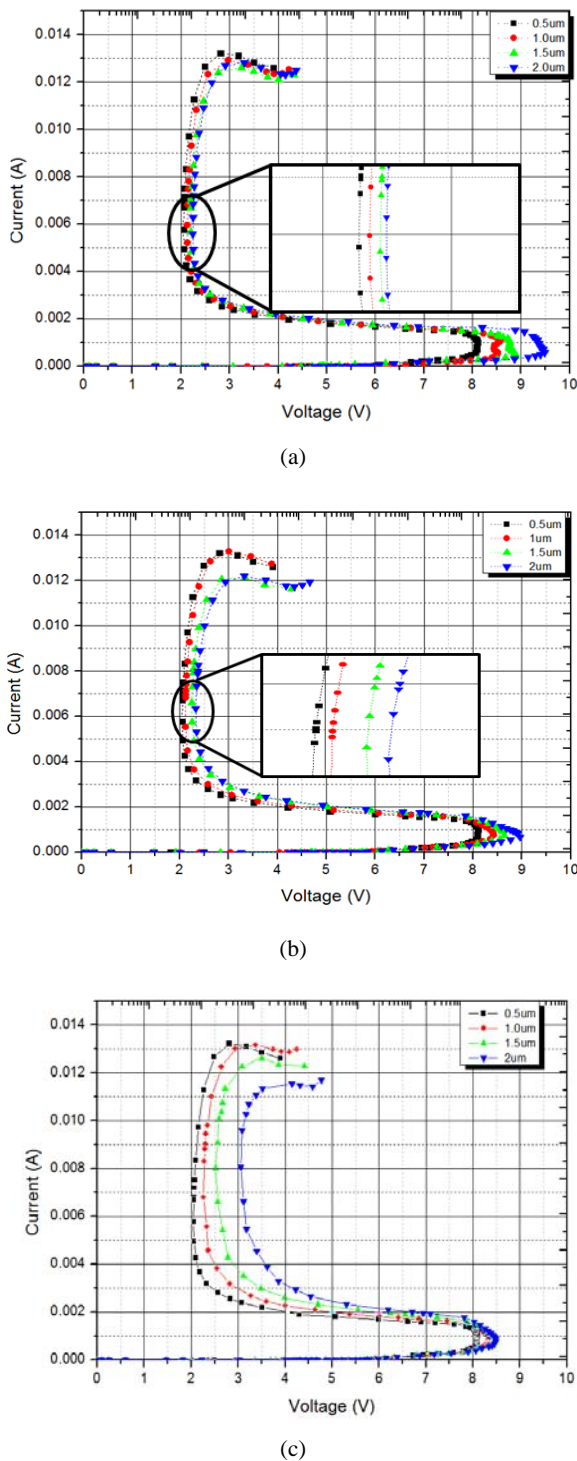 0.014
0.012
0.010
0.008
0.006
0.004
0.002
0.000
Current (A)
0.5um
1.0um
1.5um
2.0um
0 1 2 3 4 5 6 7 8 9 10
Voltage (V)
(a)
0.014
0.012
0.010
0.008
0.006
0.004
0.002
0.000
Current (A)
0.5um
1um
1.5um
2um
0 1 2 3 4 5 6 7 8 9 10
Voltage (V)
(b)
0.014
0.012
0.010
0.008
0.006
0.004
0.002
0.000
Current (A)
0.5um
1.0um
1.5um
2um
0 1 2 3 4 5 6 7 8 9 10
Voltage (V)
(c)